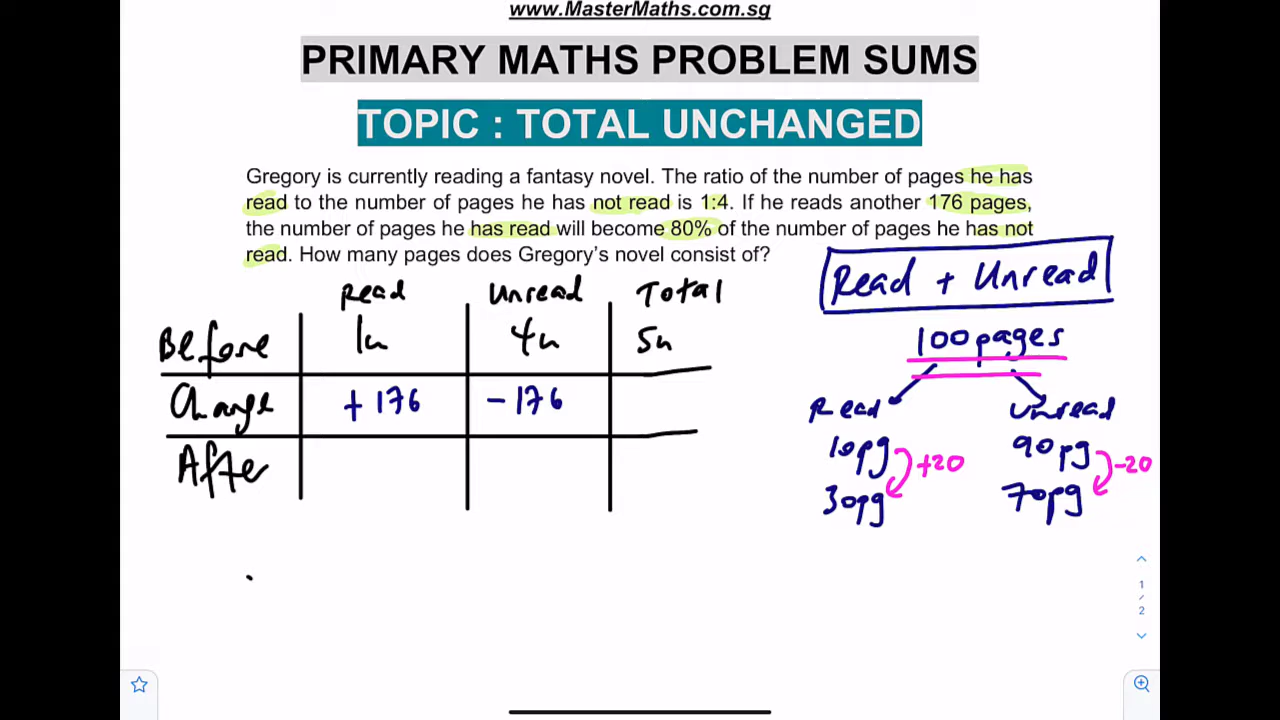 www.MasterMaths.com.sg
PRIMARY MATHS PROBLEM SUMS
TOPIC : TOTAL UNCHANGED
Gregory is currently reading a fantasy novel. The ratio of the number of pages he has
read to the number of pages he has not read is 1:4. If he reads another 176 pages,
the number of pages he has read will become 80% of the number of pages he has not
read. How many pages does Gregory's novel consist of?
Read + Unread
Read Unread Total
Before 1u 4u 5u
Change +176 -176
After
100pages
Read Unread
10pg +20 90pg -20
30pg 70pg
1
/
2